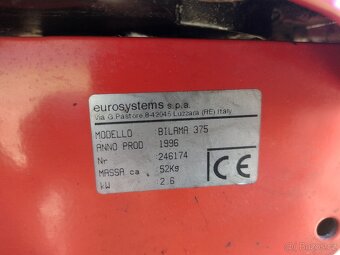 eurosystems s.p.a.
Via G.Pastore,8-42045 Luzzara (RE) Italy
MODELLO BILAMA 375
ANNO PROD 1996
Nr 246174
MASSA ca 52Kg
kW 2.6
CE